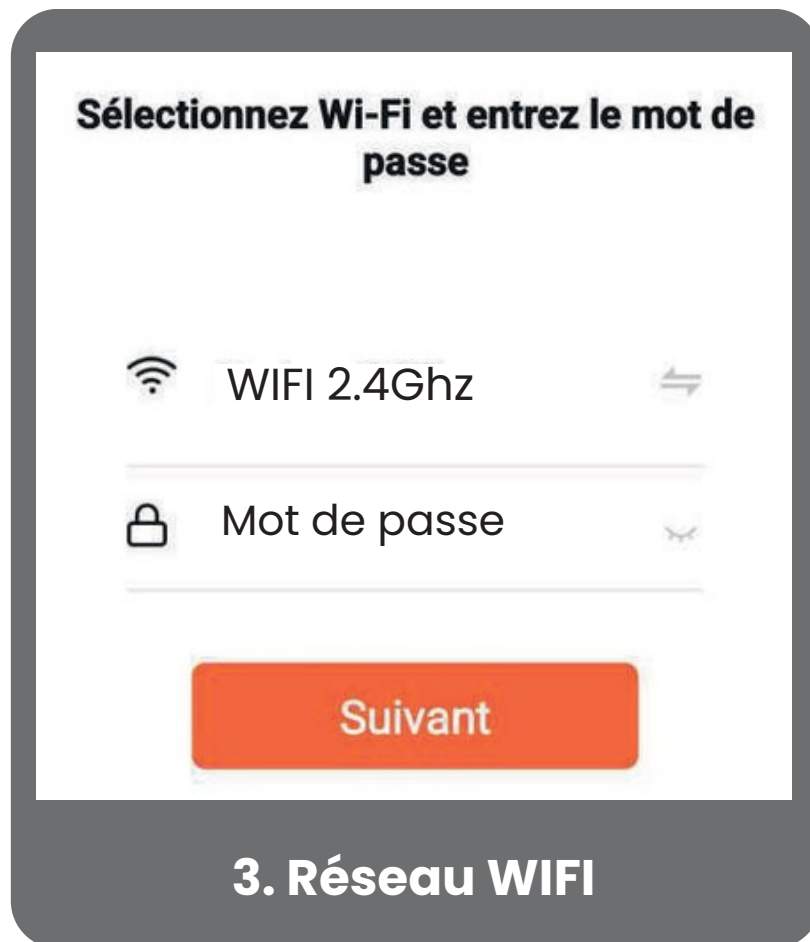 Sélectionnez Wi-Fi et entrez le mot de
passe
WIFI 2.4Ghz
Mot de passe
Suivant
3. Réseau WIFI